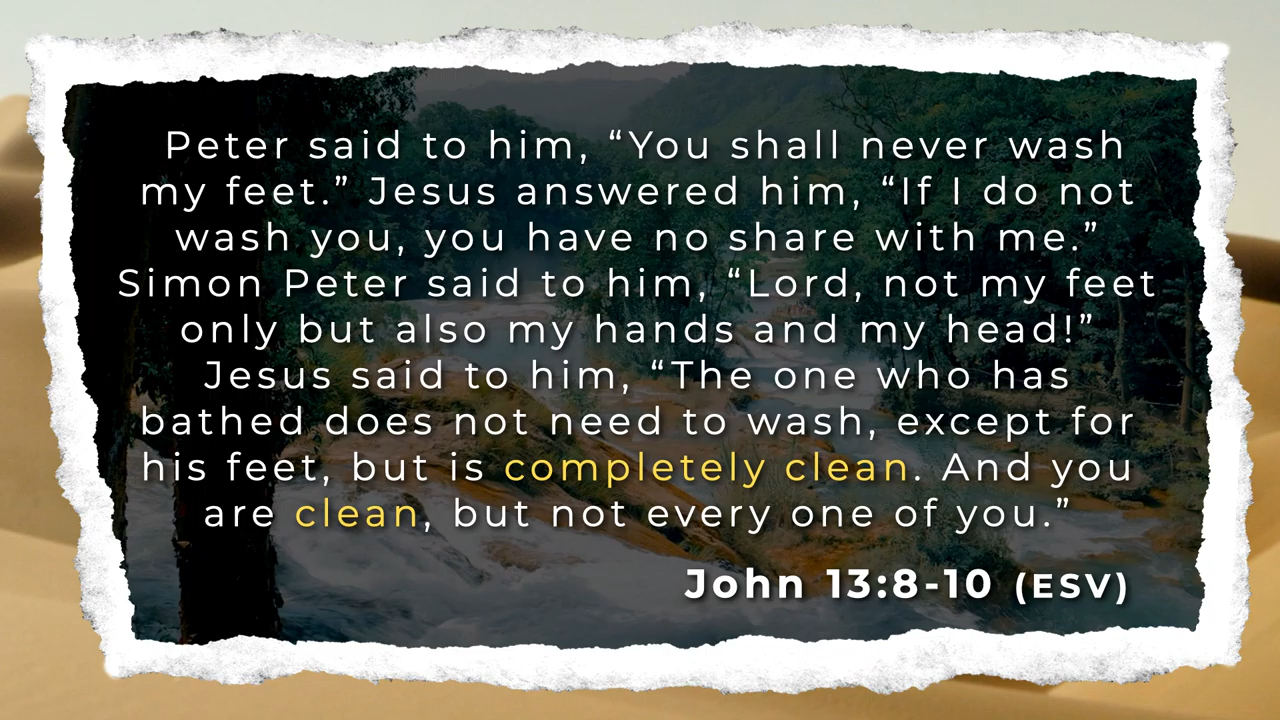 Peter said to him, “You shall never wash
my feet.” Jesus answered him, “If I do not
wash you, you have no share with me.”
Simon Peter said to him, “Lord, not my feet
only but also my hands and my head!”
Jesus said to him, “The one who has
bathed does not need to wash, except for
his feet, but is completely clean. And you
are clean, but not every one of you.”
John 13:8-10 (ESV)